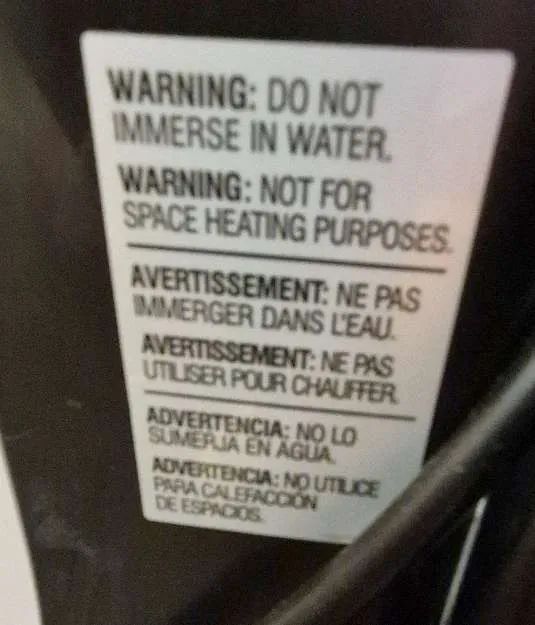 WARNING: DO NOT
IMMERSE IN WATER.
WARNING: NOT FOR
SPACE HEATING PURPOSES.
AVERTISSEMENT: NE PAS
IMMERGER DANS L'EAU.
AVERTISSEMENT: NE PAS
UTILISER POUR CHAUFFER.
ADVERTENCIA: NO LO
SUMERJA EN AGUA.
ADVERTENCIA: NO UTILICE
PARA CALEFACCIÓN
DE ESPACIOS.